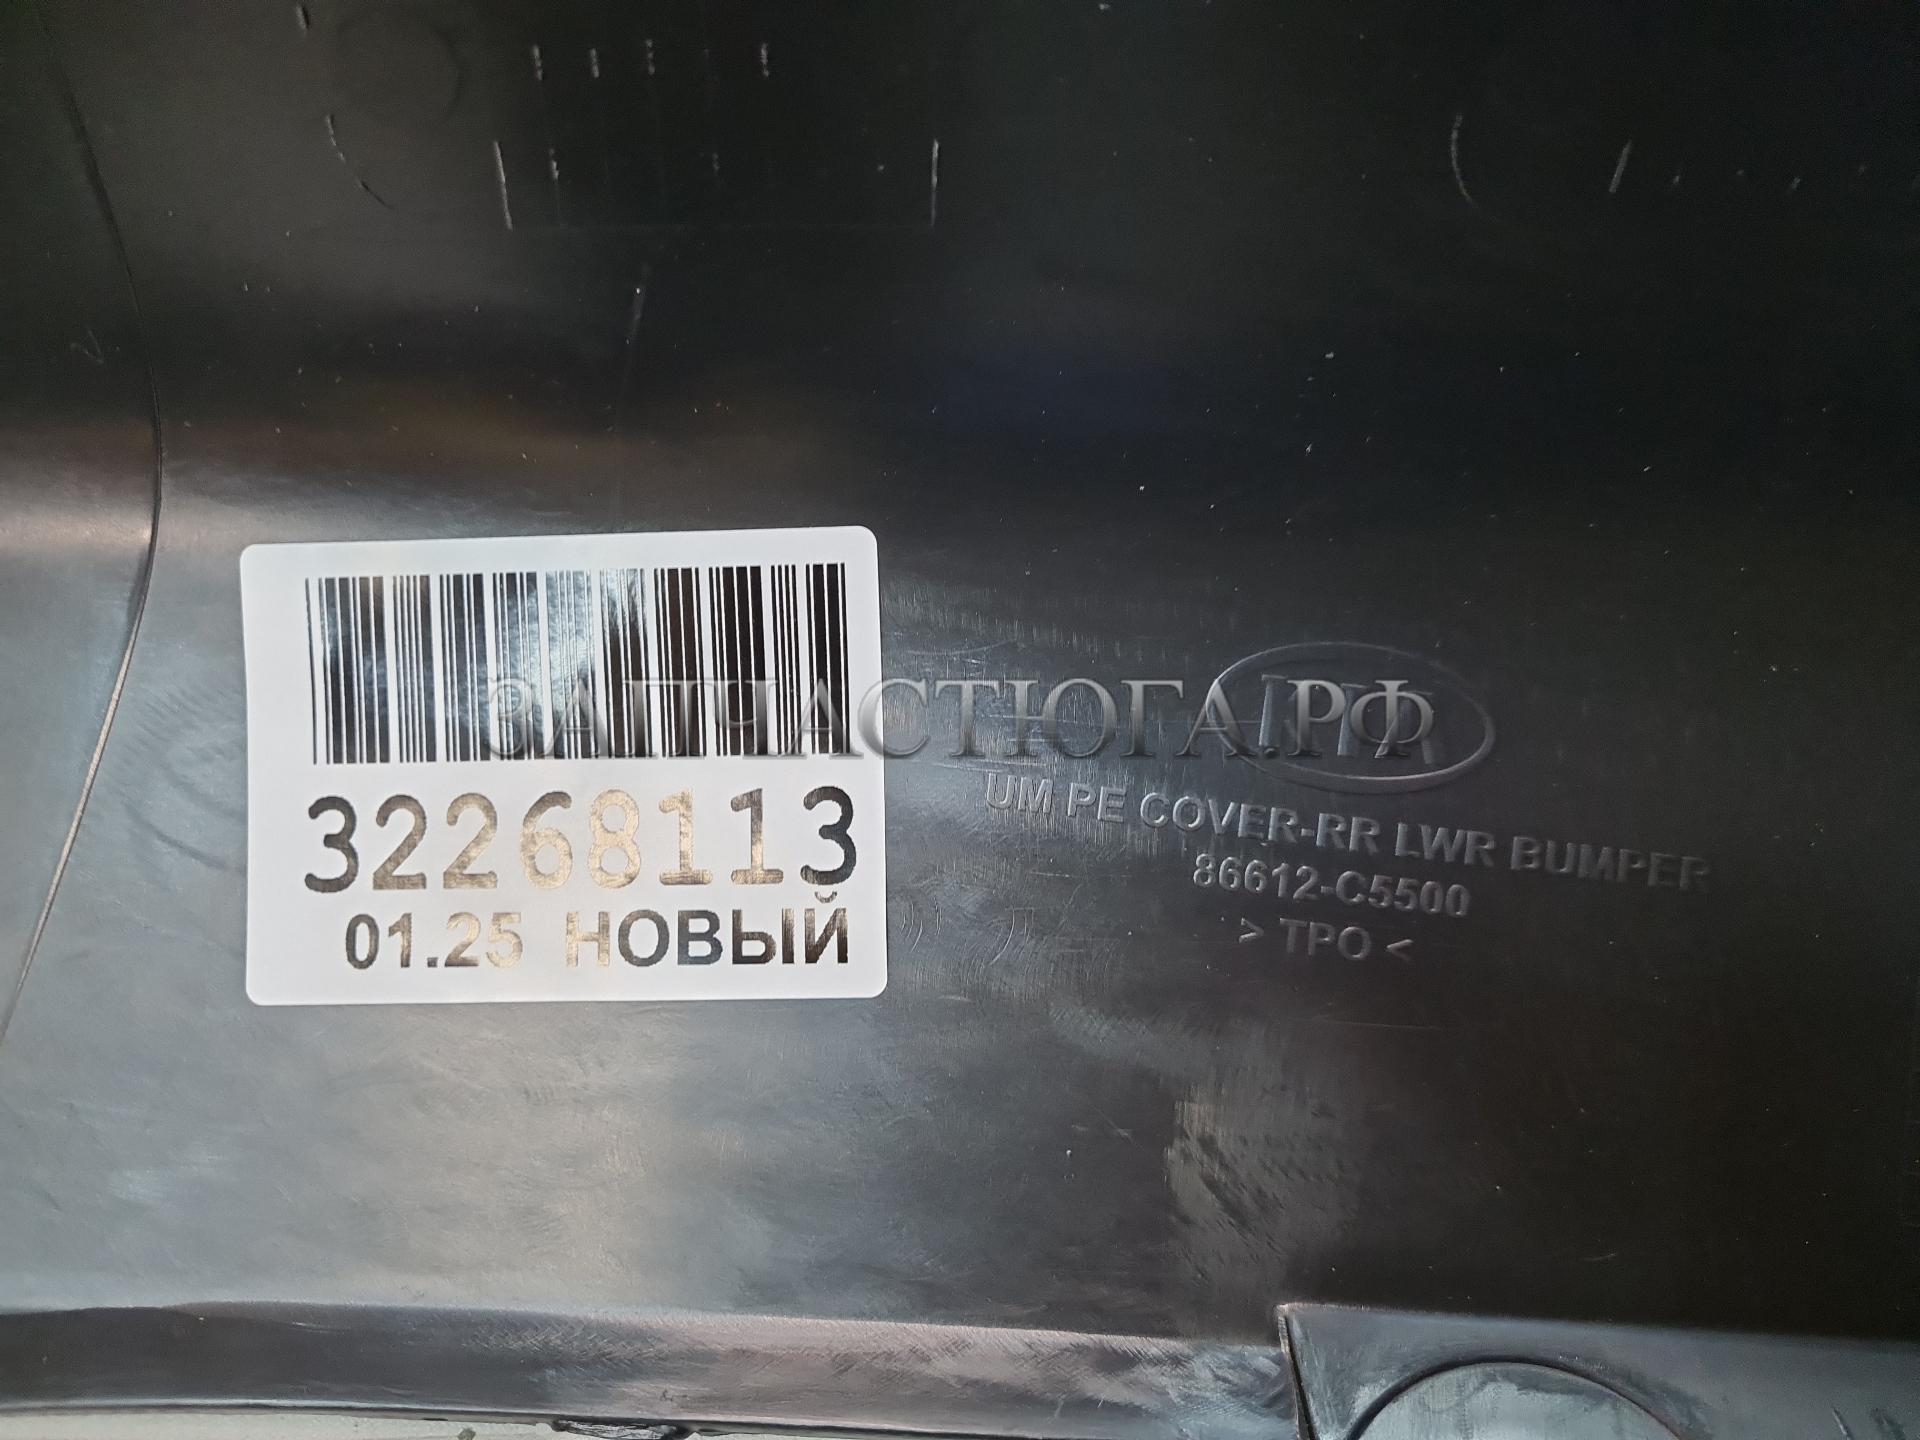 ЗАПЧАСТЮГА.РФ
32268113
01.25 НОВЫЙ
UM PE COVER-RR LWR BUMPER
86612-C5500
> TPO <